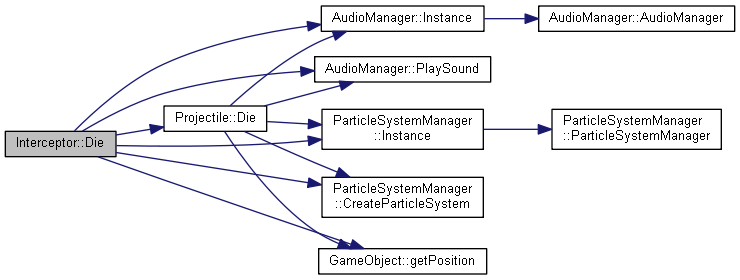 AudioManager::Instance
AudioManager::AudioManager
AudioManager::PlaySound
Projectile::Die
ParticleSystemManager
::Instance
ParticleSystemManager
::ParticleSystemManager
Interceptor::Die
ParticleSystemManager
::CreateParticleSystem
GameObject::getPosition